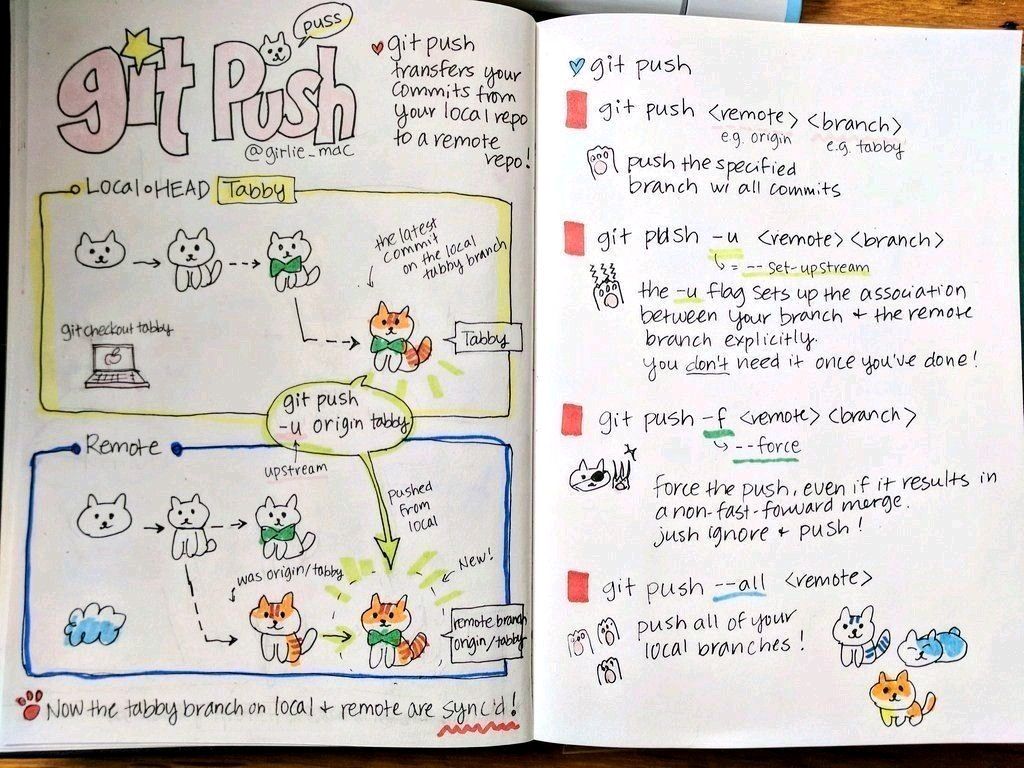 git Push
puss
@girlie_mac
git push
transfers your
commits from
your local repo
to a remote
repo!
Local HEAD Tabby
the latest
commit
on the local
tabby branch
git checkout tabby
Tabby
git push
-u origin tabby
upstream
Remote
pushed
from
local
was origin/tabby
New!
remote branch
origin/tabby
Now the tabby branch on local + remote are sync'd!
git push
git push <remote> <branch>
e.g. origin e.g. tabby
push the specified
branch w/ all commits
git push -u <remote> <branch>
= --set-upstream
the -u flag sets up the association
between your branch + the remote
branch explicitly.
you don't need it once you've done!
git push -f <remote> <branch>
--force
Force the push, even if it results in
a non-fast-forward merge.
just ignore + push!
git push --all <remote>
push all of your
local branches!